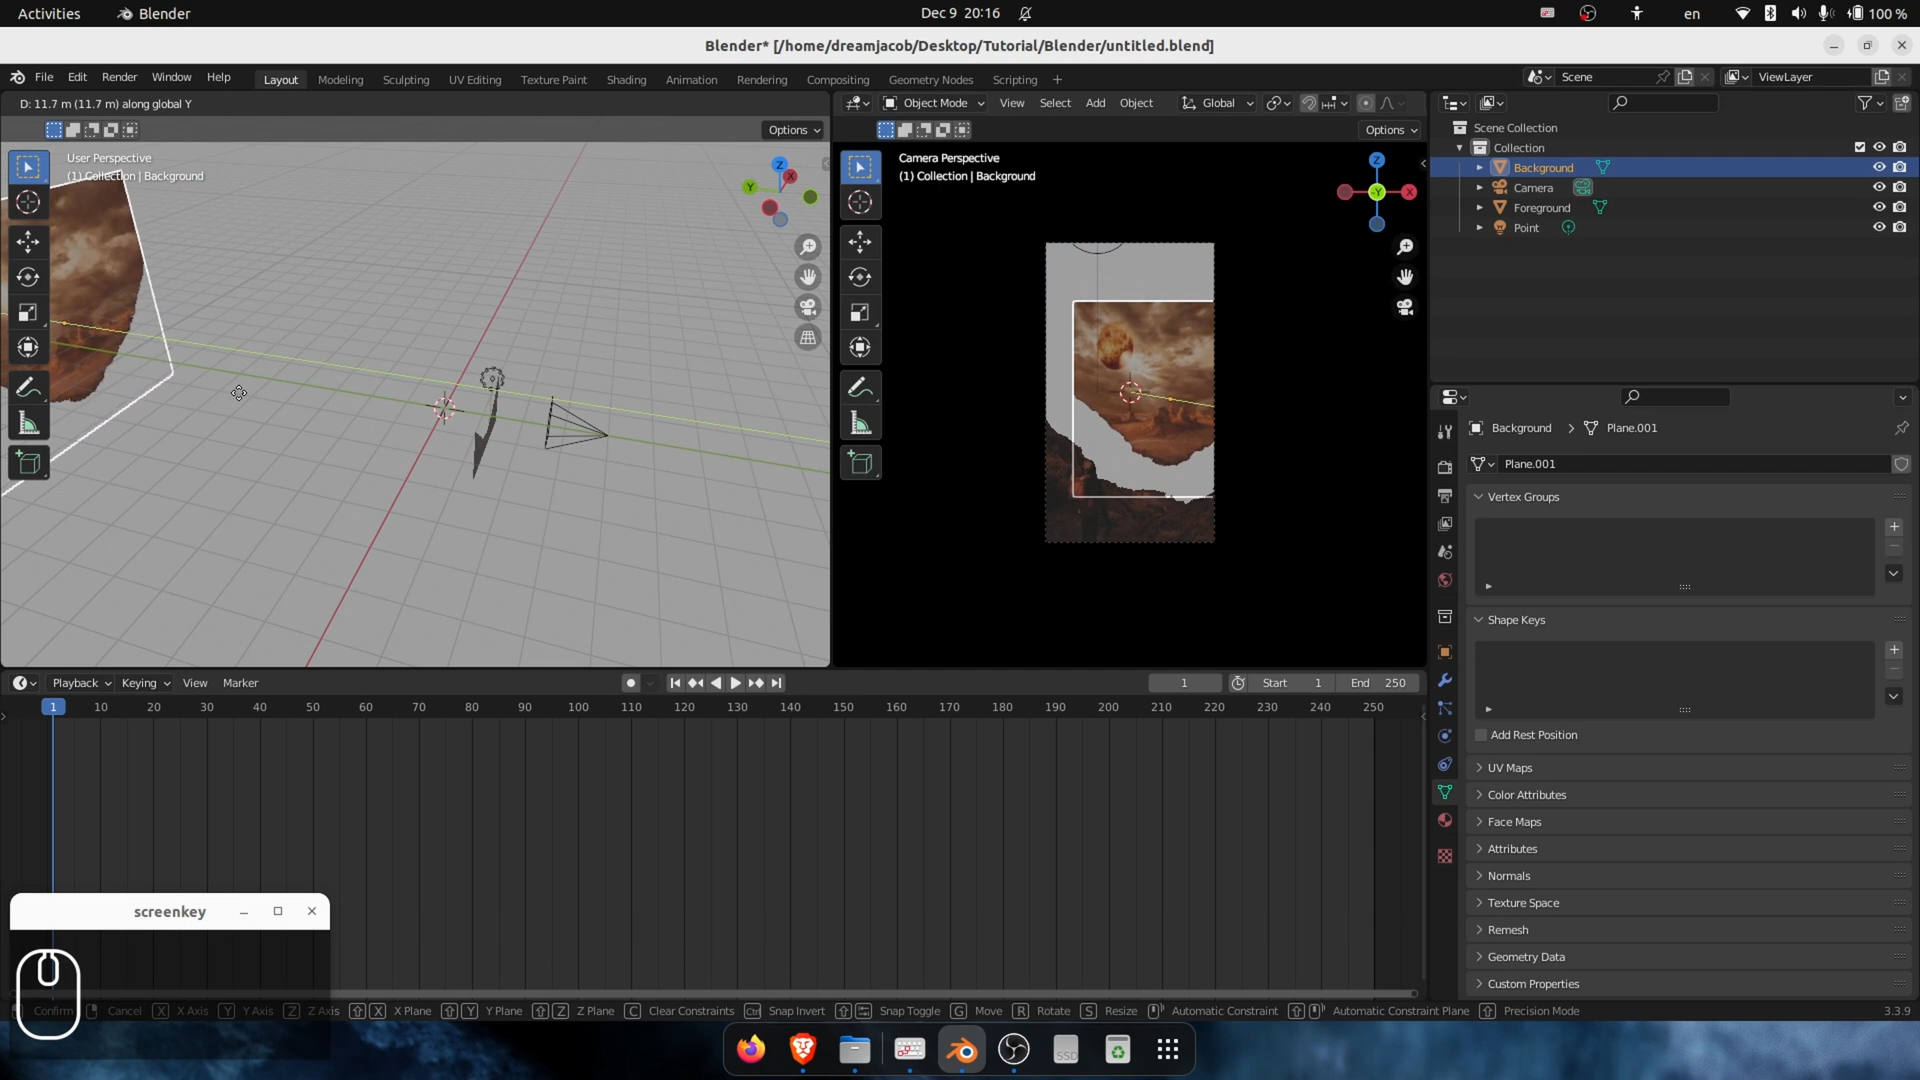 Activities
Blender
Dec 9 20:16
en
100 %
Blender* [/home/dreamjacob/Desktop/Tutorial/Blender/untitled.blend]
File Edit Render Window Help
Layout Modeling Sculpting UV Editing Texture Paint Shading Animation Rendering Compositing Geometry Nodes Scripting +
Scene
ViewLayer
D: 11.7 m (11.7 m) along global Y
Object Mode View Select Add Object Global
Options
Options
User Perspective
(1) Collection | Background
Z
X
Y
Camera Perspective
(1) Collection | Background
Z
-Y
X
Scene Collection
Collection
Background
Camera
Foreground
Point
Background > Plane.001
Plane.001
Vertex Groups
Shape Keys
Add Rest Position
UV Maps
Color Attributes
Face Maps
Attributes
Normals
Texture Space
Remesh
Geometry Data
Custom Properties
Playback Keying View Marker
1
Start 1
End 250
1 10 20 30 40 50 60 70 80 90 100 110 120 130 140 150 160 170 180 190 200 210 220 230 240 250
screenkey
Confirm Cancel X X Axis Y Y Axis Z Z Axis X X Plane Y Y Plane Z Z Plane C Clear Constraints Ctrl Snap Invert Snap Toggle G Move R Rotate S Resize Automatic Constraint Automatic Constraint Plane Precision Mode
3.3.9
SSD